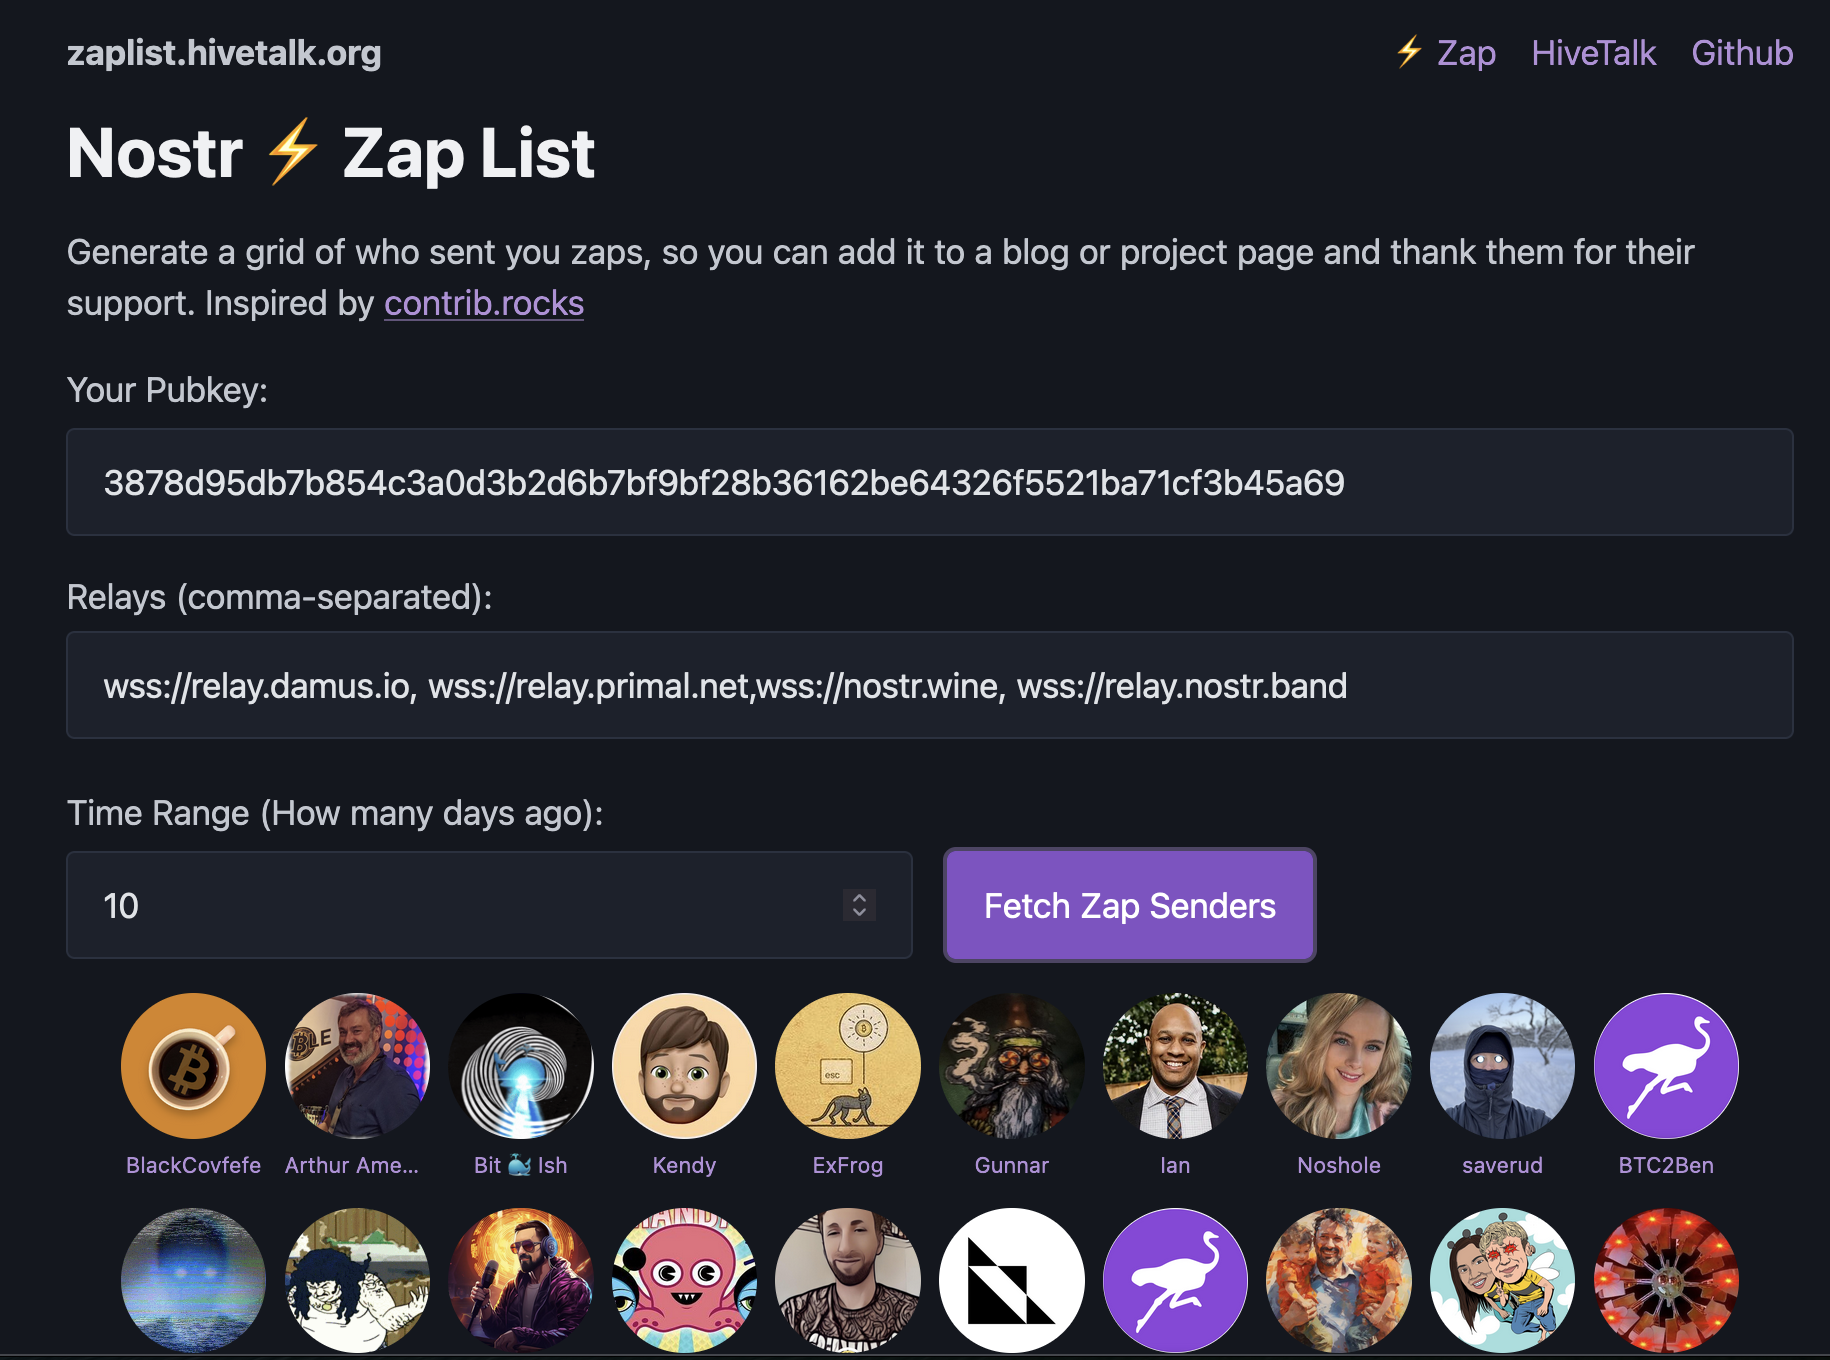 zaplist.hivetalk.org
⚡ Zap HiveTalk Github
Nostr ⚡ Zap List
Generate a grid of who sent you zaps, so you can add it to a blog or project page and thank them for their
support. Inspired by contrib.rocks
Your Pubkey:
3878d95db7b854c3a0d3b2d6b7bf9bf28b36162be64326f5521ba71cf3b45a69
Relays (comma-separated):
wss://relay.damus.io, wss://relay.primal.net,wss://nostr.wine, wss://relay.nostr.band
Time Range (How many days ago):
10
Fetch Zap Senders
esc
BlackCovfefe Arthur Ame... Bit 🐳 Ish Kendy ExFrog Gunnar Ian Noshole saverud BTC2Ben